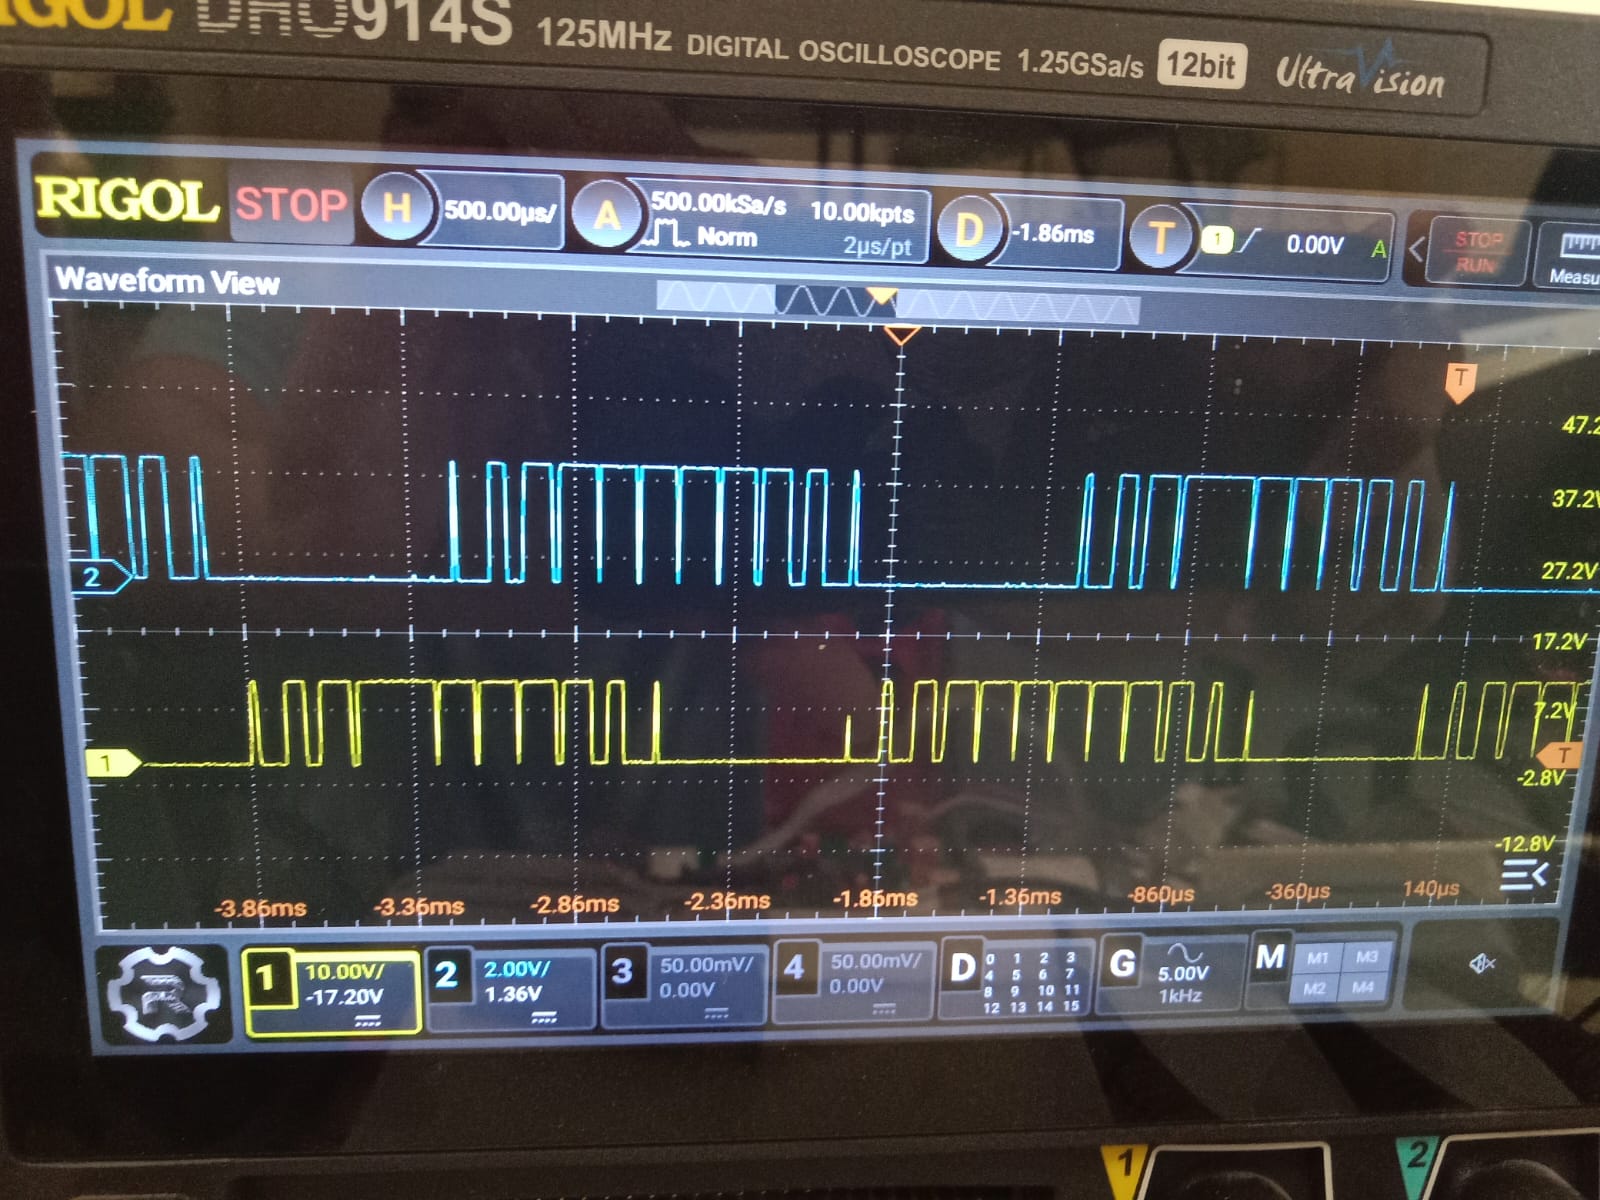 RIGOL DHO914S 125MHz DIGITAL OSCILLOSCOPE 1.25GSa/s 12bit UltraVision
RIGOL STOP H 500.00µs/ A 500.00kSa/s 10.00kpts D -1.86ms T 1 0.00V A < STOP
Norm 2µs/pt RUN Measu
Waveform View
T
47.2
37.2V
2
27.2V
17.2V
7.2V
1
T
-2.8V
-12.8V
-3.86ms -3.36ms -2.86ms -2.36ms -1.86ms -1.36ms -860µs -360µs 140µs
1 10.00V/ 2 2.00V/ 3 50.00mV/ 4 50.00mV/ D 0 1 2 3 G 5.00V M M1 M3
-17.20V 1.36V 0.00V 0.00V 4 5 6 7 1kHz M2 M4
8 9 10 11
12 13 14 15
1 2